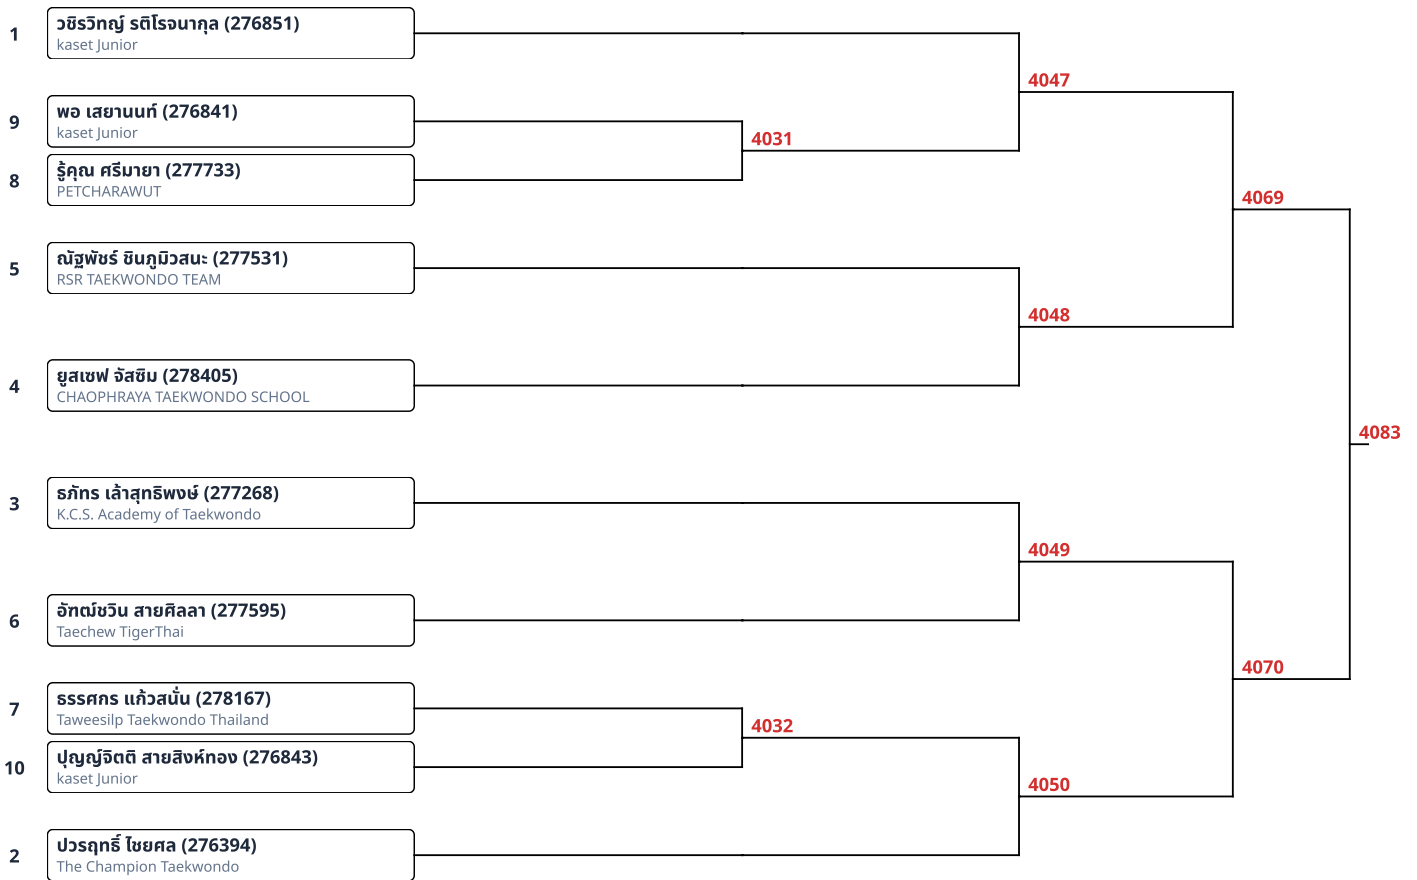 1
วชิรวิทญ์ รติโรจนากุล (276851)
kaset Junior
4047
9
พอ เสยานนท์ (276841)
kaset Junior
4031
8
รู้คุณ ศรีมายา (277733)
PETCHARAWUT
4069
5
ณัฐพัชร์ ชินภูมิวสนะ (277531)
RSR TAEKWONDO TEAM
4048
4
ยูสเซฟ จัสซิม (278405)
CHAOPHRAYA TAEKWONDO SCHOOL
4083
3
ธภัทร เล้าสุทธิพงษ์ (277268)
K.C.S. Academy of Taekwondo
4049
6
อัฑฒ์ชวิน สายศิลลา (277595)
Taechew TigerThai
4070
7
ธรรศกร แก้วสนั่น (278167)
Taweesilp Taekwondo Thailand
4032
10
ปุญญ์จิตติ สายสิงห์ทอง (276843)
kaset Junior
4050
2
ปวรฤทธิ์ ไชยศล (276394)
The Champion Taekwondo